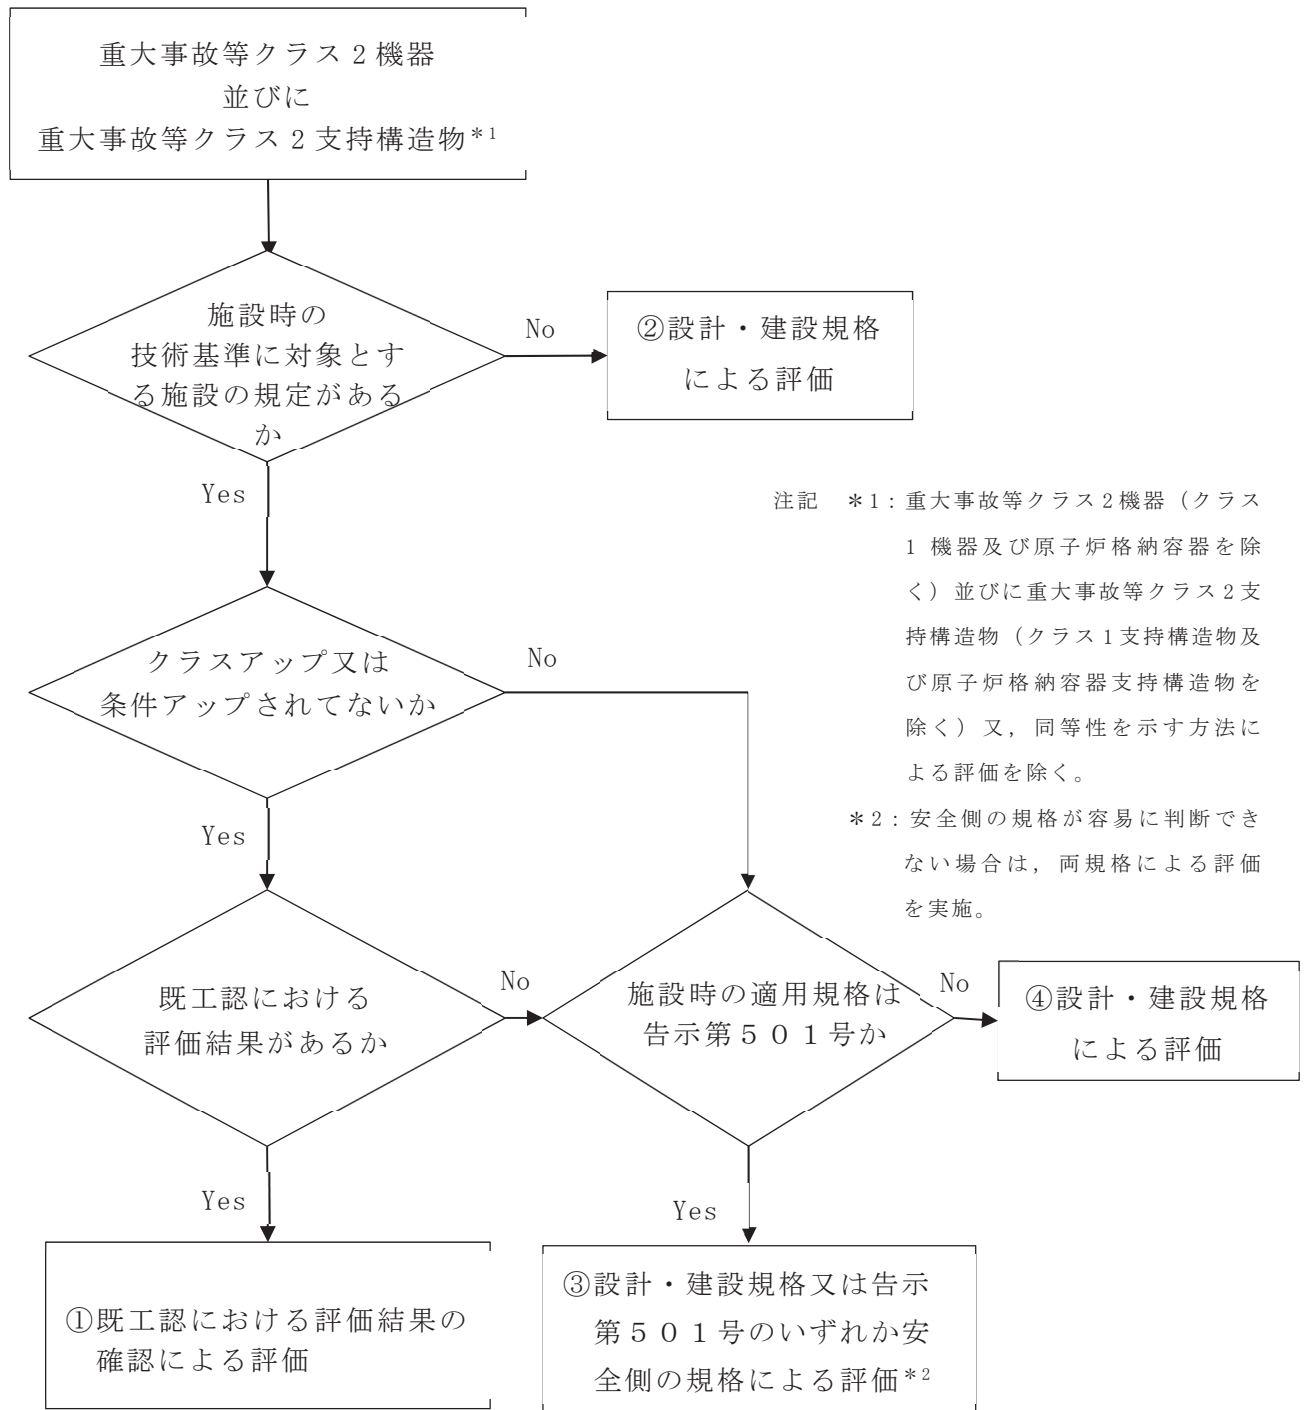 重大事故等クラス２機器
並びに
重大事故等クラス２支持構造物*1
施設時の
技術基準に対象とす
る施設の規定がある
か
No
②設計・建設規格
による評価
Yes
注記　＊1：重大事故等クラス２機器（クラス
1 機器及び原子炉格納容器を除
く）並びに重大事故等クラス２支
持構造物（クラス１支持構造物及
び原子炉格納容器支持構造物を
除く）又，同等性を示す方法に
よる評価を除く。
＊2：安全側の規格が容易に判断でき
ない場合は，両規格による評価
を実施。
クラスアップ又は
条件アップされてないか
No
Yes
既工認における
評価結果があるか
No
施設時の適用規格は
告示第５０１号か
No
④設計・建設規格
による評価
Yes
Yes
①既工認における評価結果の
確認による評価
③設計・建設規格又は告示
第５０１号のいずれか安
全側の規格による評価*2